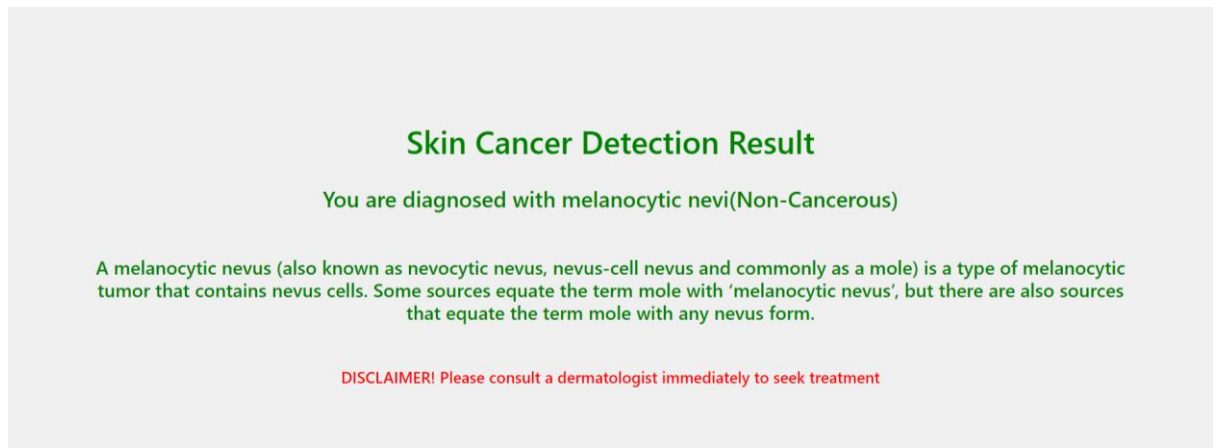 Skin Cancer Detection Result
You are diagnosed with melanocytic nevi(Non-Cancerous)
A melanocytic nevus (also known as nevocytic nevus, nevus-cell nevus and commonly as a mole) is a type of melanocytic
tumor that contains nevus cells. Some sources equate the term mole with ‘melanocytic nevus’, but there are also sources
that equate the term mole with any nevus form.
DISCLAIMER! Please consult a dermatologist immediately to seek treatment